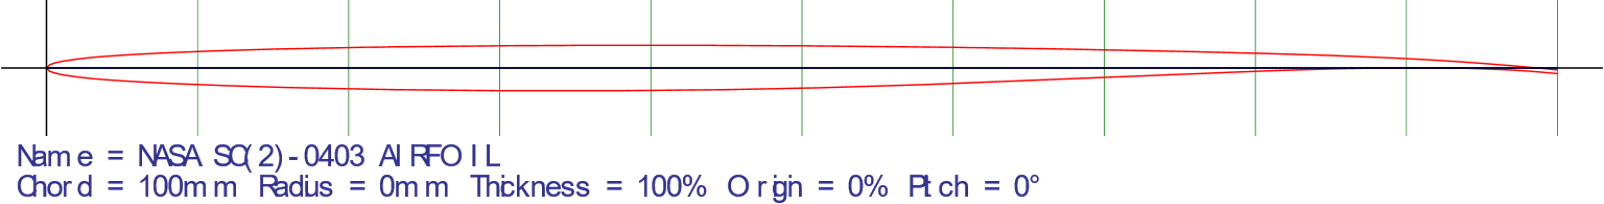 Name = NASA SC(2)-0403 AIRFOIL
Chord = 100mm Radius = 0mm Thickness = 100% Origin = 0% Pitch = 0°